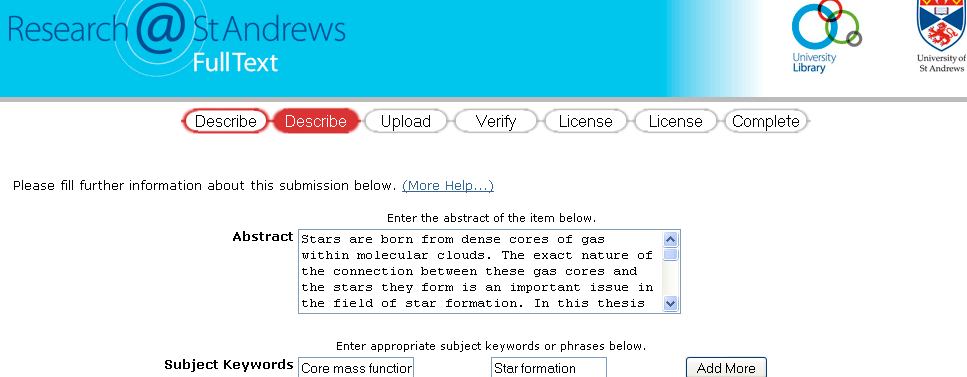 Research@StAndrews
FullText
University
Library
University of
St Andrews
Describe Describe Upload Verify License License Complete
Please fill further information about this submission below. (More Help...)
Enter the abstract of the item below.
Abstract
Stars are born from dense cores of gas
within molecular clouds. The exact nature of
the connection between these gas cores and
the stars they form is an important issue in
the field of star formation. In this thesis
Enter appropriate subject keywords or phrases below.
Subject Keywords Core mass function Star formation Add More